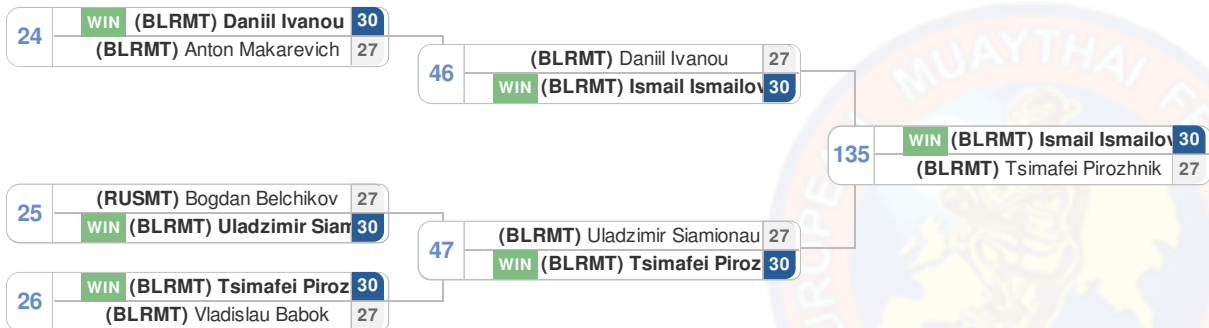 24
WIN (BLRMT) Daniil Ivanou 30
(BLRMT) Anton Makarevich 27
46
(BLRMT) Daniil Ivanou 27
WIN (BLRMT) Ismail Ismailov 30
135
WIN (BLRMT) Ismail Ismailov 30
(BLRMT) Tsimafei Pirozhnik 27
25
(RUSMT) Bogdan Belchikov 27
WIN (BLRMT) Uladzimir Siam 30
47
(BLRMT) Uladzimir Siamionau 27
WIN (BLRMT) Tsimafei Piroz 30
26
WIN (BLRMT) Tsimafei Piroz 30
(BLRMT) Vladislau Babok 27
MUAYTHAI